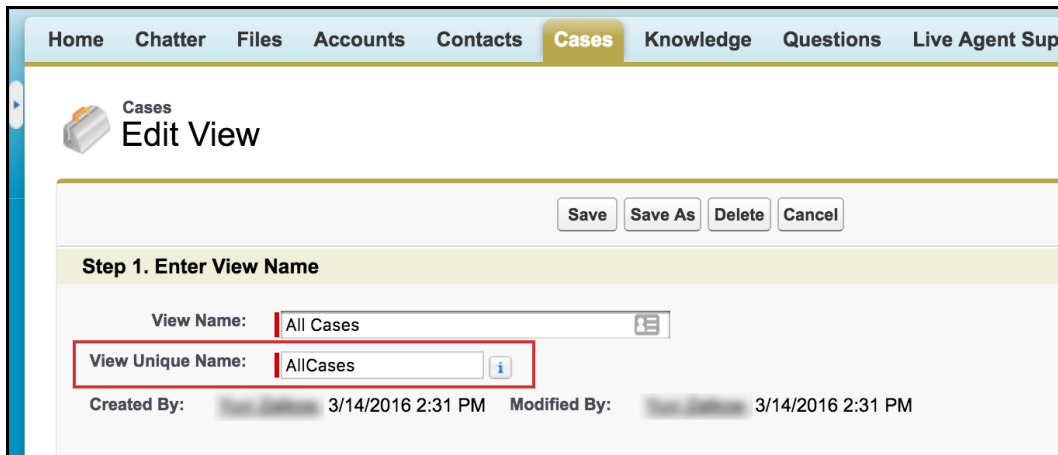 Home Chatter Files Accounts Contacts Cases Knowledge Questions Live Agent Sup
Cases
Edit View
Save Save As Delete Cancel
Step 1. Enter View Name
View Name: All Cases
View Unique Name: AllCases i
Created By: 3/14/2016 2:31 PM Modified By: 3/14/2016 2:31 PM